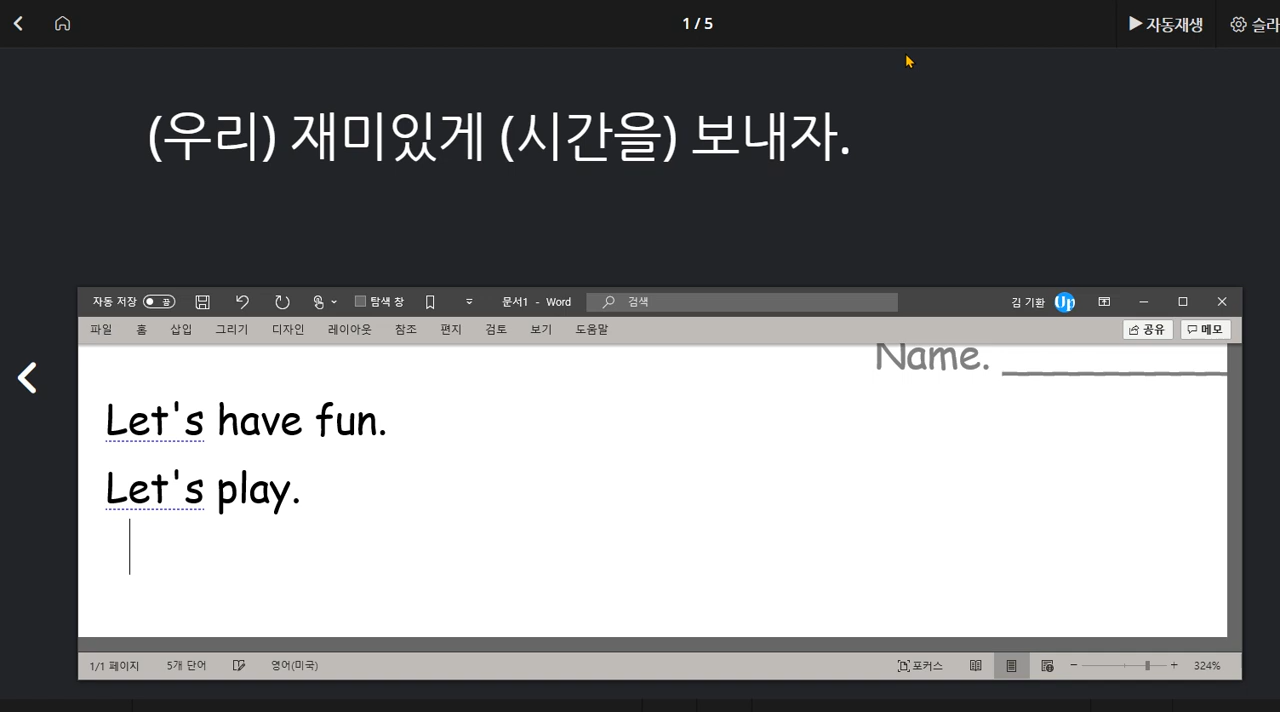 1 / 5
▶ 자동재생
슬라
(우리) 재미있게 (시간을) 보내자.
자동 저장 끔
탐색 창
문서1 - Word
검색
김 기환
Up
파일 홈 삽입 그리기 디자인 레이아웃 참조 편지 검토 보기 도움말
공유 메모
Name. ____________
Let's have fun.
Let's play.
1/1 페이지 5개 단어 영어(미국)
포커스
- + 324%